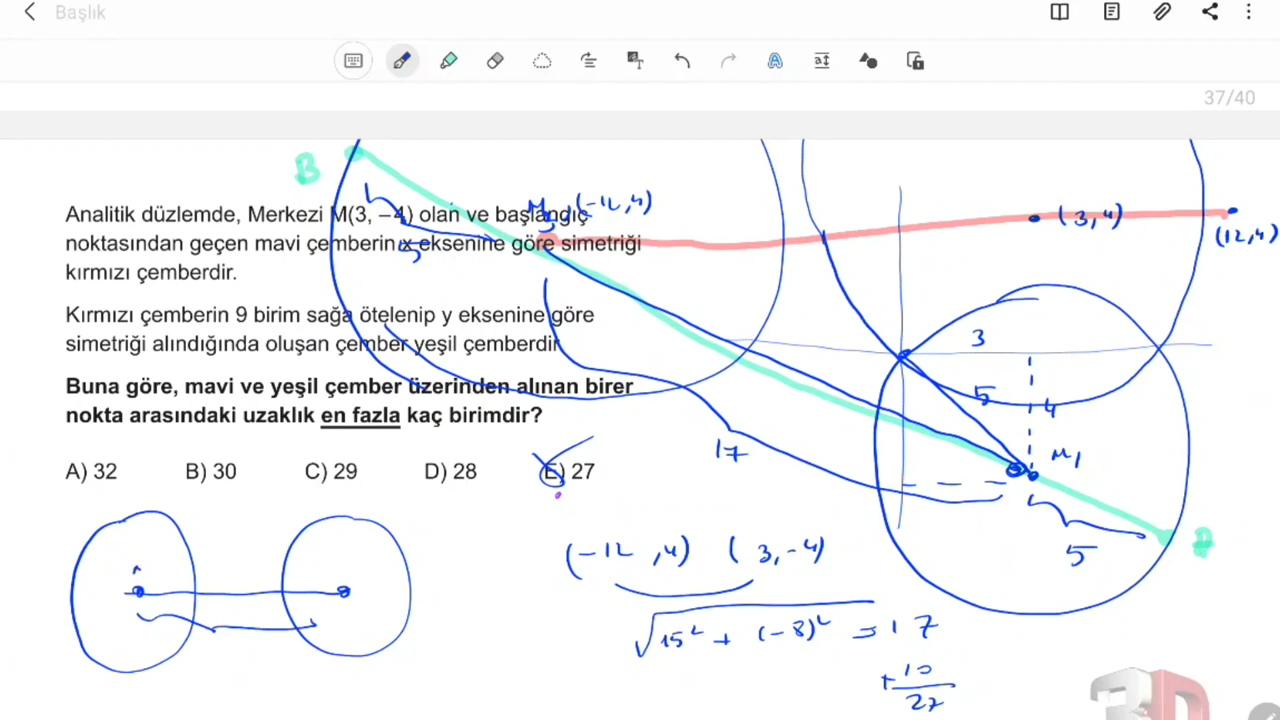 Başlık
37/40
B
M₂ (-12,4)
(3,4)
(12,4)
Analitik düzlemde, Merkezi M(3, −4) olan ve başlangıç
noktasından geçen mavi çemberin x eksenine göre simetriği
kırmızı çemberdir.
5
Kırmızı çemberin 9 birim sağa ötelenip y eksenine göre
simetriği alındığında oluşan çember yeşil çemberdir.
3
5
4
Buna göre, mavi ve yeşil çember üzerinden alınan birer
nokta arasındaki uzaklık en fazla kaç birimdir?
17
M₁
A) 32 B) 30 C) 29 D) 28 E) 27
5
(-12 ,4) (3,-4)
√15² + (-8)² = 17
+10
27
3D